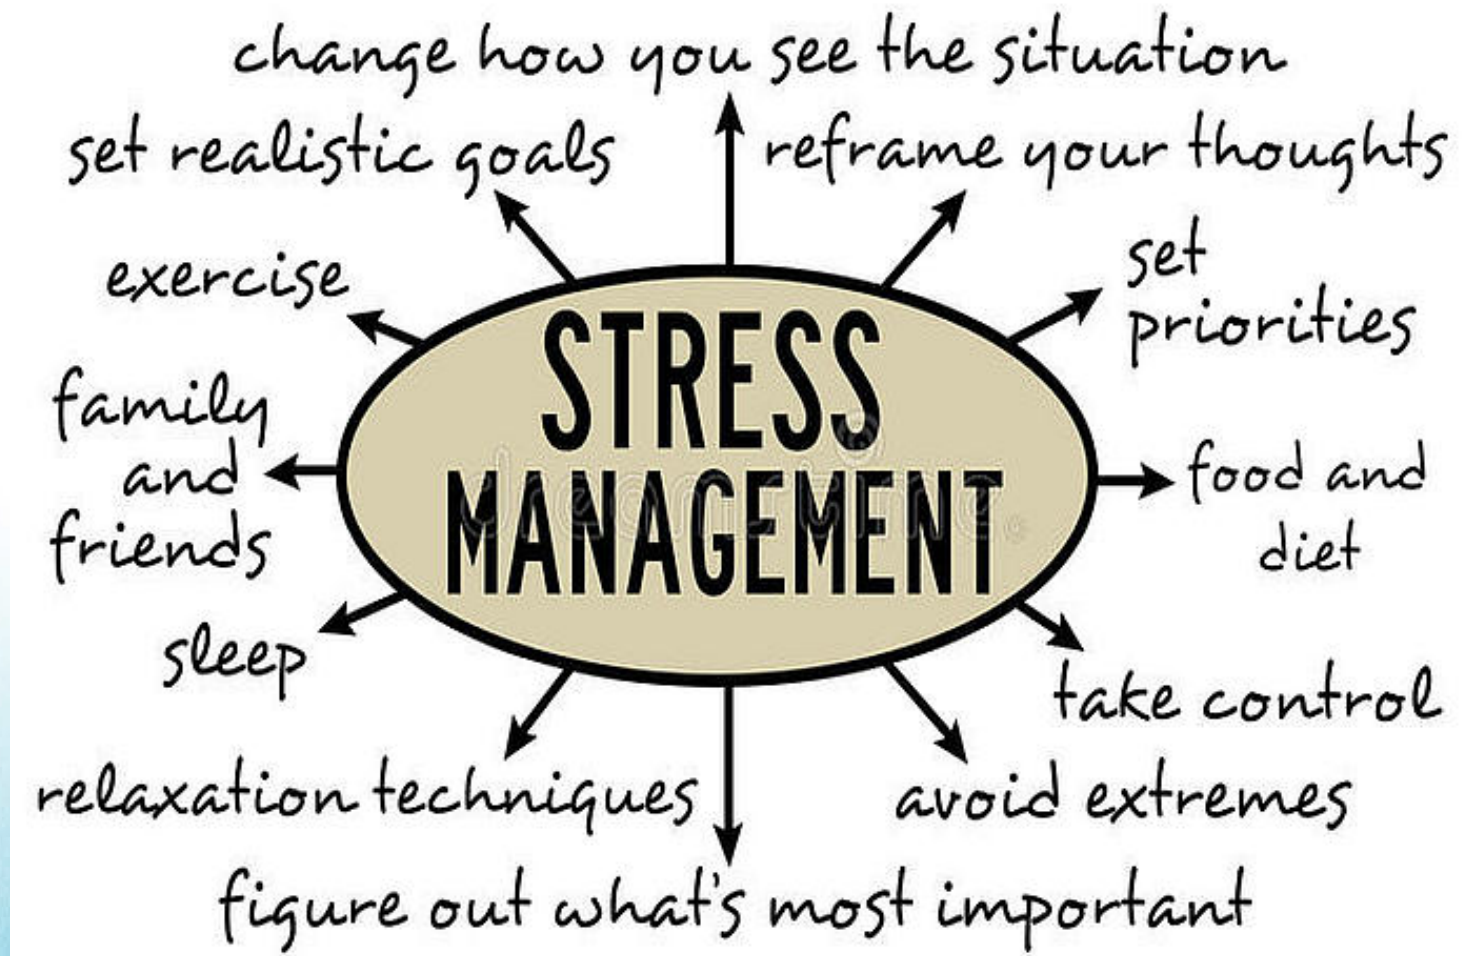 change how you see the situation
set realistic goals
reframe your thoughts
exercise
set
priorities
STRESS
MANAGEMENT
dreamstime
family
and
friends
food and
diet
sleep
take control
relaxation techniques
avoid extremes
figure out what's most important